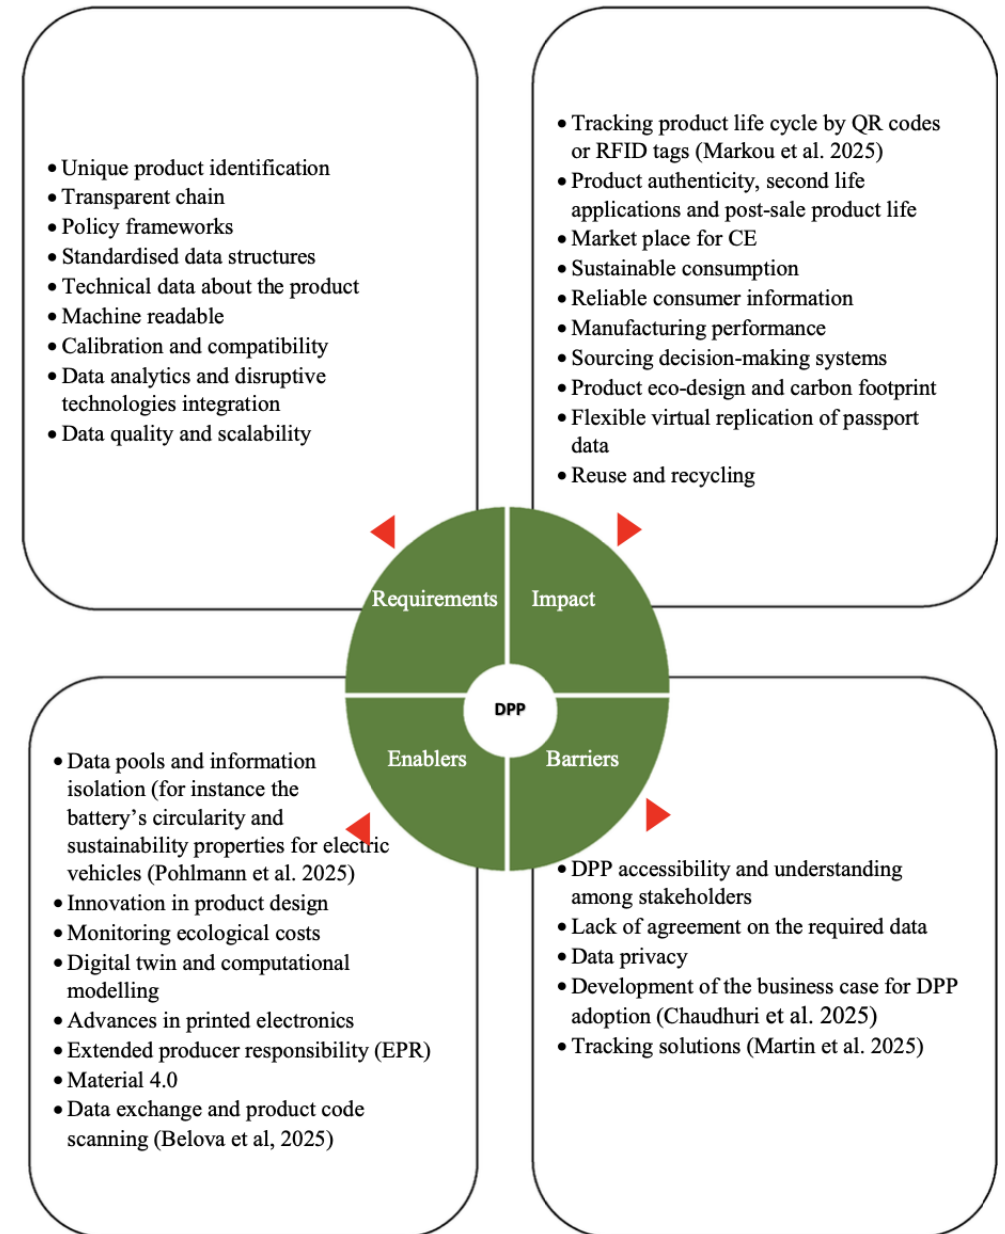 • Unique product identification
• Transparent chain
• Policy frameworks
• Standardised data structures
• Technical data about the product
• Machine readable
• Calibration and compatibility
• Data analytics and disruptive
technologies integration
• Data quality and scalability
• Tracking product life cycle by QR codes
or RFID tags (Markou et al. 2025)
• Product authenticity, second life
applications and post-sale product life
• Market place for CE
• Sustainable consumption
• Reliable consumer information
• Manufacturing performance
• Sourcing decision-making systems
• Product eco-design and carbon footprint
• Flexible virtual replication of passport
data
• Reuse and recycling
Requirements
Impact
DPP
Enablers
Barriers
• Data pools and information
isolation (for instance the
battery’s circularity and
sustainability properties for electric
vehicles (Pohlmann et al. 2025)
• Innovation in product design
• Monitoring ecological costs
• Digital twin and computational
modelling
• Advances in printed electronics
• Extended producer responsibility (EPR)
• Material 4.0
• Data exchange and product code
scanning (Belova et al, 2025)
• DPP accessibility and understanding
among stakeholders
• Lack of agreement on the required data
• Data privacy
• Development of the business case for DPP
adoption (Chaudhuri et al. 2025)
• Tracking solutions (Martin et al. 2025)